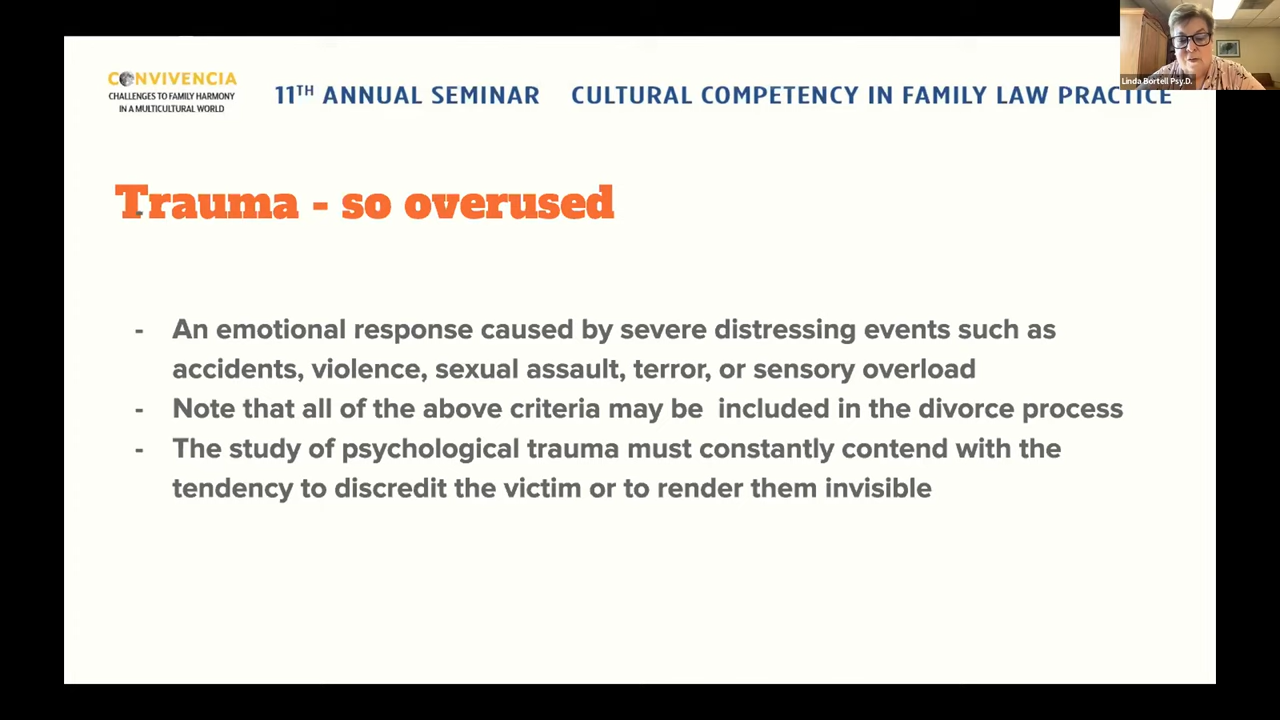 CONVIVENCIA
CHALLENGES TO FAMILY HARMONY
IN A MULTICULTURAL WORLD
11TH ANNUAL SEMINAR CULTURAL COMPETENCY IN FAMILY LAW PRACTICE
Linda Bortell Psy.D.
Trauma - so overused
- An emotional response caused by severe distressing events such as
accidents, violence, sexual assault, terror, or sensory overload
- Note that all of the above criteria may be included in the divorce process
- The study of psychological trauma must constantly contend with the
tendency to discredit the victim or to render them invisible